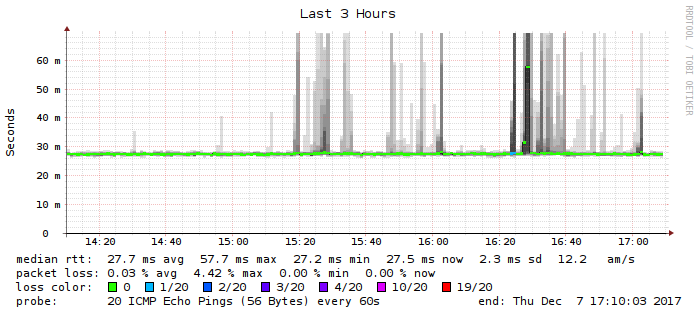 Last 3 Hours
RRDTOOL / TOBI OETIKER
Seconds
60 m
50 m
40 m
30 m
20 m
10 m
0
14:20 14:40 15:00 15:20 15:40 16:00 16:20 16:40 17:00
median rtt: 27.7 ms avg 57.7 ms max 27.2 ms min 27.5 ms now 2.3 ms sd 12.2 am/s
packet loss: 0.03 % avg 4.42 % max 0.00 % min 0.00 % now
loss color: 0 1/20 2/20 3/20 4/20 10/20 19/20
probe: 20 ICMP Echo Pings (56 Bytes) every 60s end: Thu Dec 7 17:10:03 2017